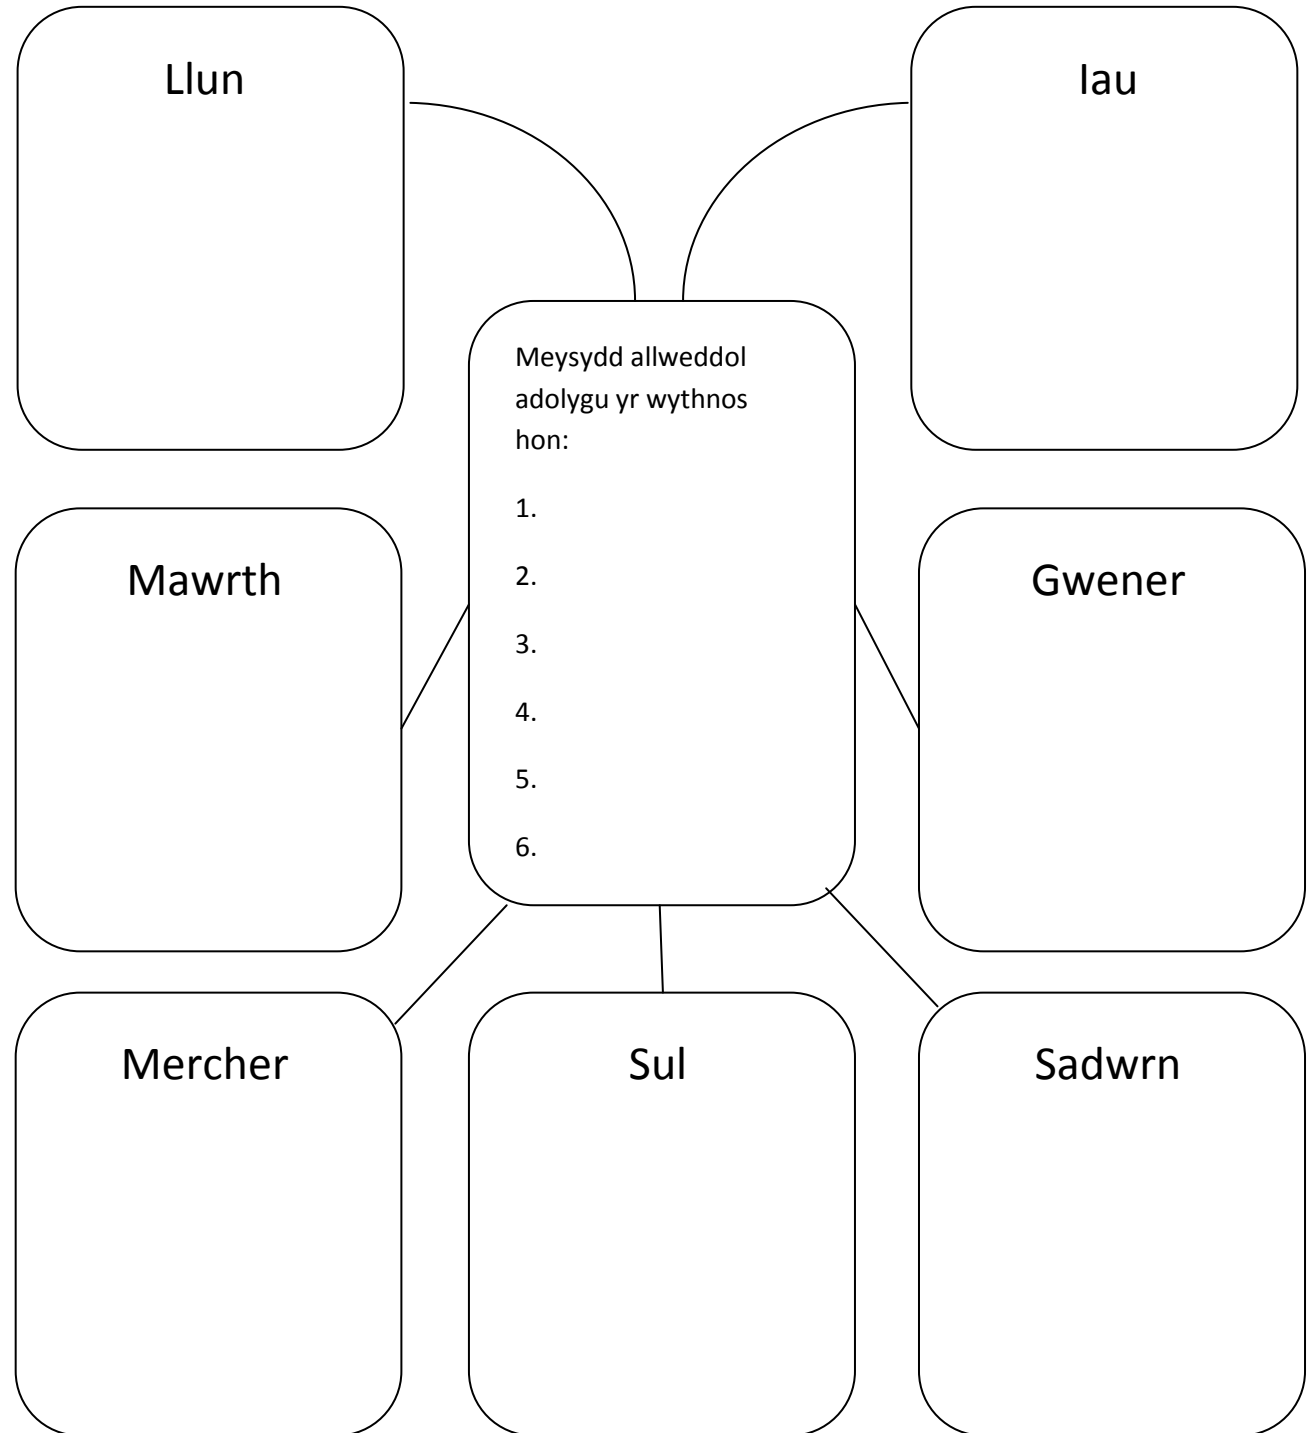 Llun
Iau
Meysydd allweddol
adolygu yr wythnos
hon:
1.
2.
3.
4.
5.
6.
Mawrth
Gwener
Mercher
Sul
Sadwrn